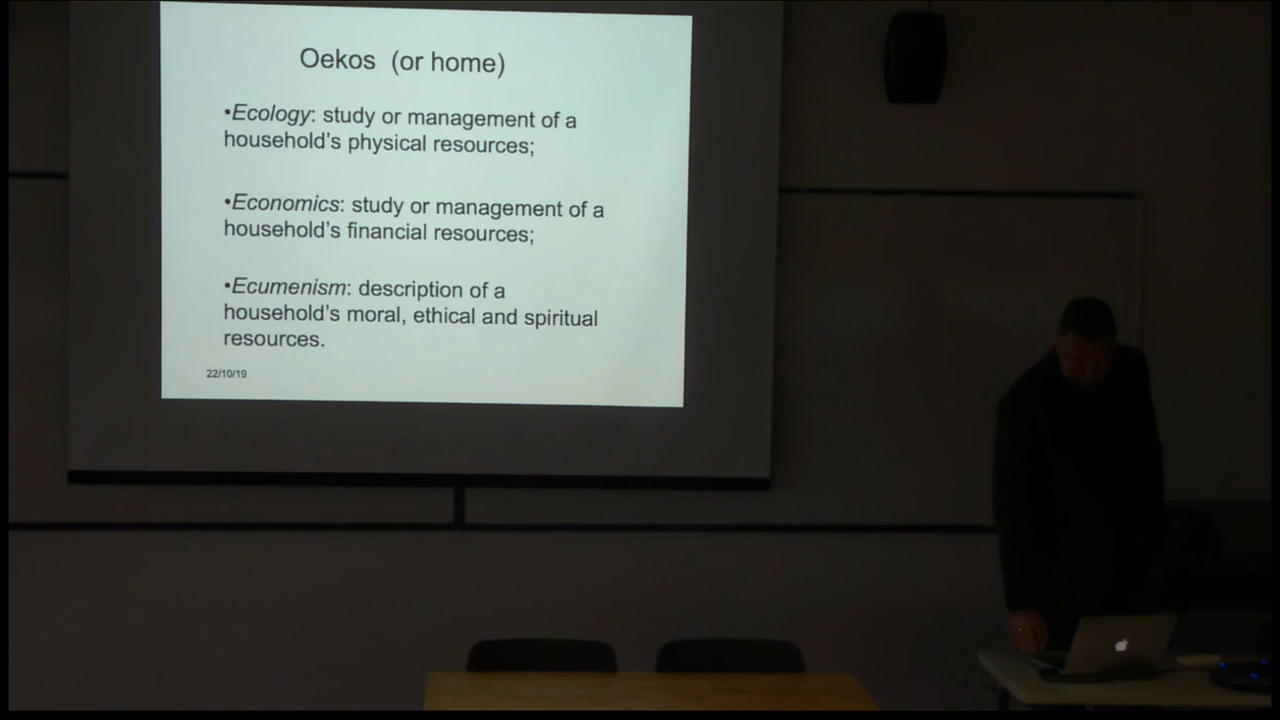 Oekos (or home)
•Ecology: study or management of a
household's physical resources;
•Economics: study or management of a
household's financial resources;
•Ecumenism: description of a
household's moral, ethical and spiritual
resources.
22/10/19